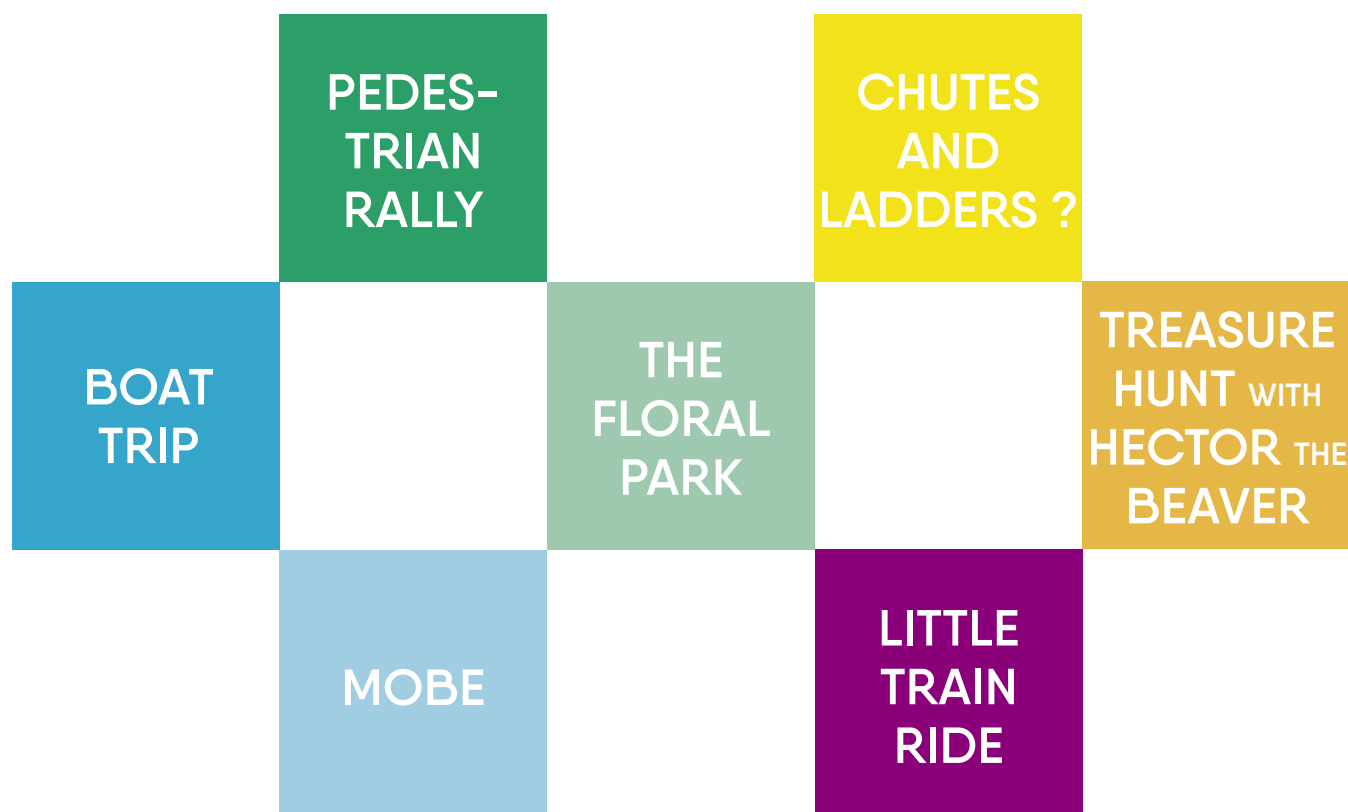 PEDES-
TRIAN
RALLY
CHUTES
AND
LADDERS ?
BOAT
TRIP
THE
FLORAL
PARK
TREASURE
HUNT WITH
HECTOR THE
BEAVER
MOBE
LITTLE
TRAIN
RIDE